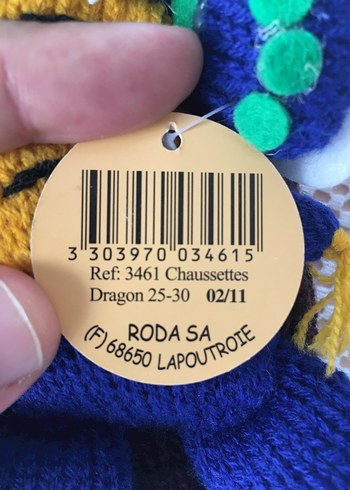 3 303970 034615
Ref: 3461 Chaussettes
Dragon 25-30 02/11
RODA SA
(F) 68650 LAPOUTROIE